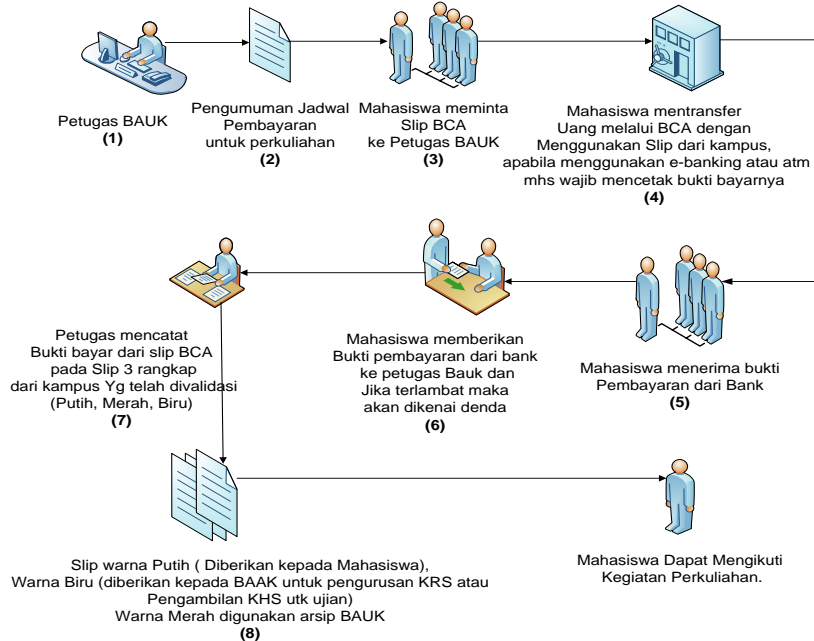 Petugas BAUK
(1)
Pengumuman Jadwal
Pembayaran
untuk perkuliahan
(2)
Mahasiswa meminta
Slip BCA
ke Petugas BAUK
(3)
Mahasiswa mentransfer
Uang melalui BCA dengan
Menggunakan Slip dari kampus,
apabila menggunakan e-banking atau atm
mhs wajib mencetak bukti bayarnya
(4)
Mahasiswa menerima bukti
Pembayaran dari Bank
(5)
Mahasiswa memberikan
Bukti pembayaran dari bank
ke petugas Bauk dan
Jika terlambat maka
akan dikenai denda
(6)
Petugas mencatat
Bukti bayar dari slip BCA
pada Slip 3 rangkap
dari kampus Yg telah divalidasi
(Putih, Merah, Biru)
(7)
Slip warna Putih ( Diberikan kepada Mahasiswa),
Warna Biru (diberikan kepada BAAK untuk pengurusan KRS atau
Pengambilan KHS utk ujian)
Warna Merah digunakan arsip BAUK
(8)
Mahasiswa Dapat Mengikuti
Kegiatan Perkuliahan.